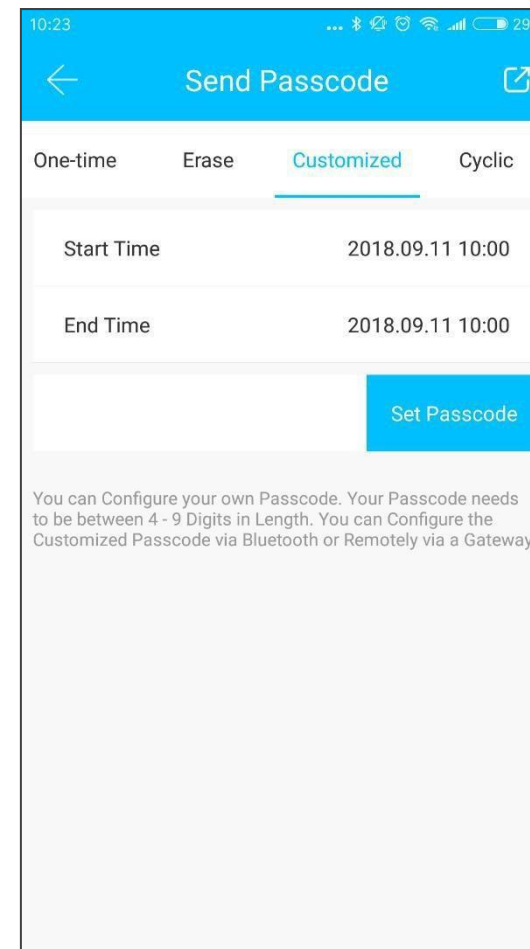 10:23
29
Send Passcode
One-time Erase Customized Cyclic
Start Time 2018.09.11 10:00
End Time 2018.09.11 10:00
Set Passcode
You can Configure your own Passcode. Your Passcode needs
to be between 4 - 9 Digits in Length. You can Configure the
Customized Passcode via Bluetooth or Remotely via a Gateway